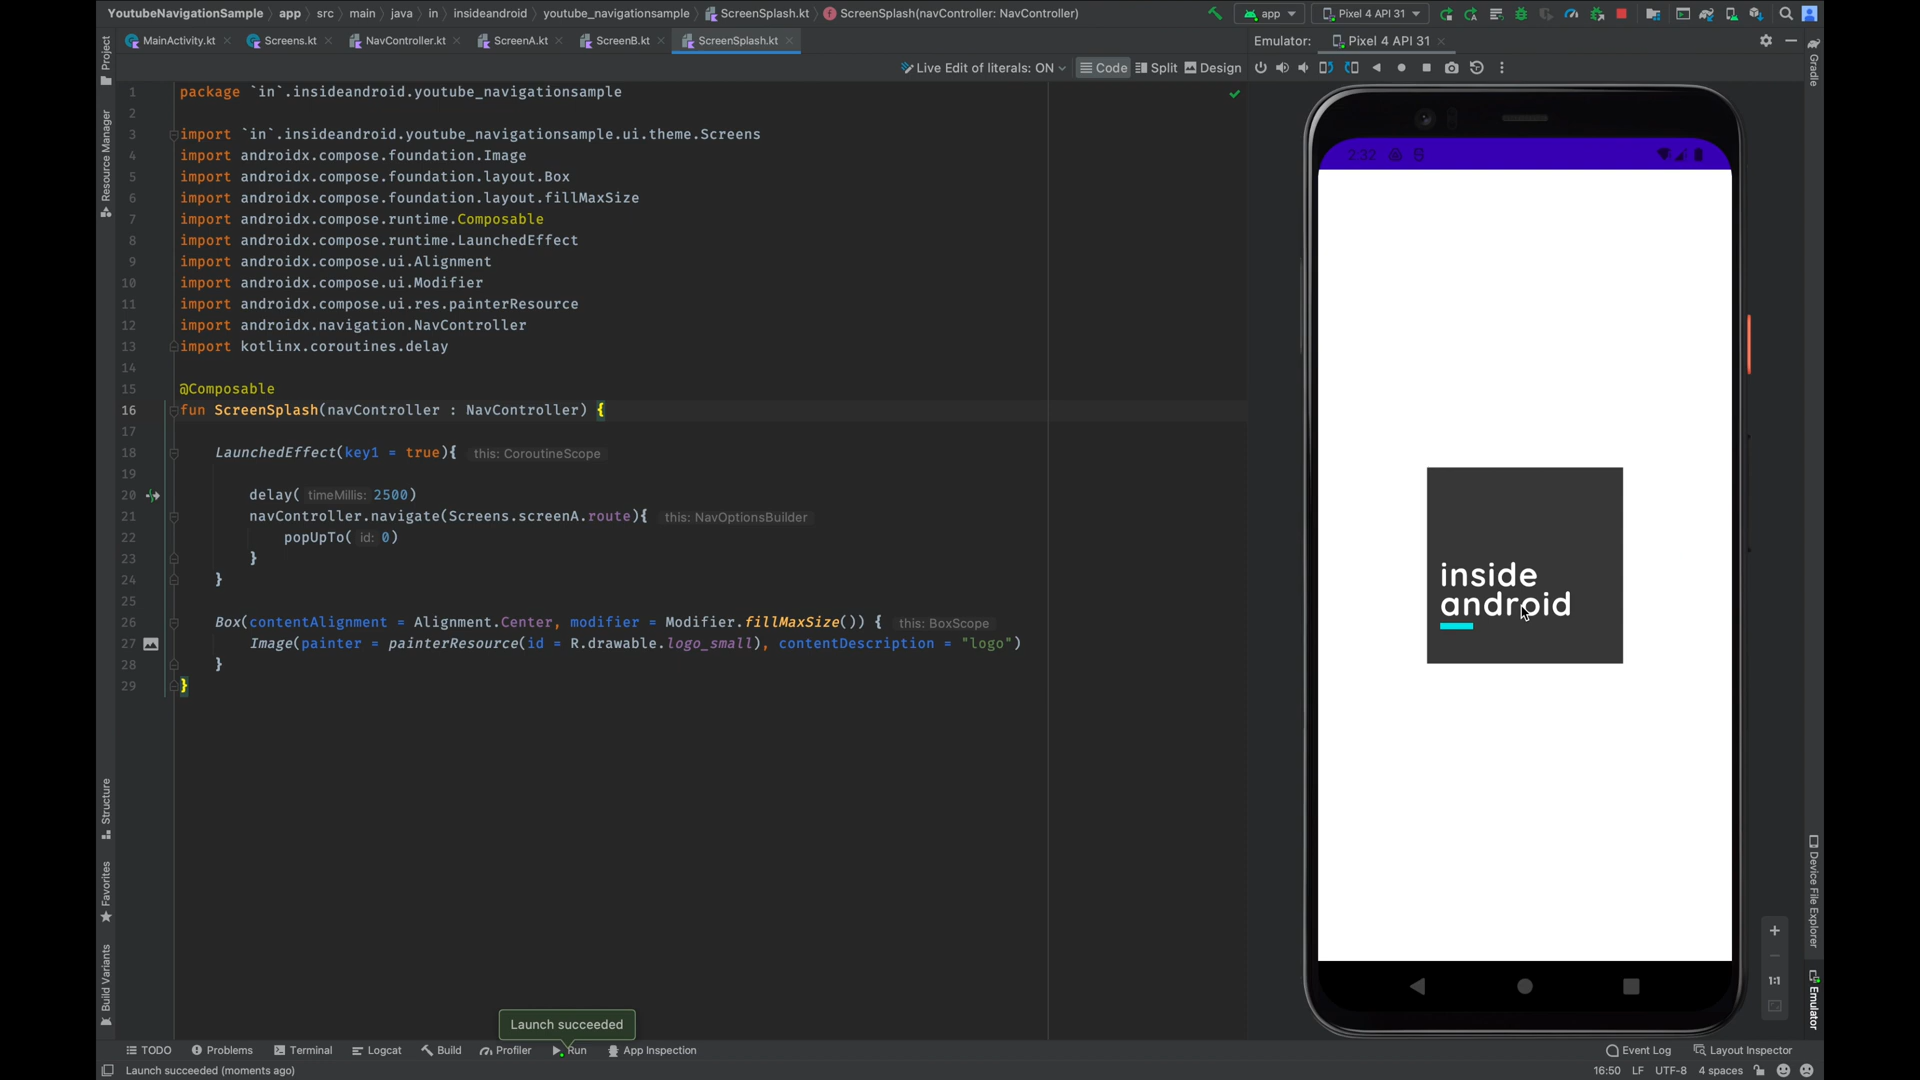 YoutubeNavigationSample app src main java in insideandroid youtube_navigationsample ScreenSplash.kt ScreenSplash(navController: NavController)
app Pixel 4 API 31
MainActivity.kt Screens.kt NavController.kt ScreenA.kt ScreenB.kt ScreenSplash.kt
Emulator: Pixel 4 API 31
Live Edit of literals: ON Code Split Design
Project
Resource Manager
Structure
Favorites
Build Variants
1 package `in`.insideandroid.youtube_navigationsample
2
3 import `in`.insideandroid.youtube_navigationsample.ui.theme.Screens
4 import androidx.compose.foundation.Image
5 import androidx.compose.foundation.layout.Box
6 import androidx.compose.foundation.layout.fillMaxSize
7 import androidx.compose.runtime.Composable
8 import androidx.compose.runtime.LaunchedEffect
9 import androidx.compose.ui.Alignment
10 import androidx.compose.ui.Modifier
11 import androidx.compose.ui.res.painterResource
12 import androidx.navigation.NavController
13 import kotlinx.coroutines.delay
14
15 @Composable
16 fun ScreenSplash(navController : NavController) {
17
18 LaunchedEffect(key1 = true){ this: CoroutineScope
19
20 delay( timeMillis: 2500)
21 navController.navigate(Screens.screenA.route){ this: NavOptionsBuilder
22 popUpTo( id: 0)
23 }
24 }
25
26 Box(contentAlignment = Alignment.Center, modifier = Modifier.fillMaxSize()) { this: BoxScope
27 Image(painter = painterResource(id = R.drawable.logo_small), contentDescription = "logo")
28 }
29 }
2:32
inside
android
1:1
Gradle
Device File Explorer
Emulator
Launch succeeded
TODO Problems Terminal Logcat Build Profiler Run App Inspection Event Log Layout Inspector
Launch succeeded (moments ago) 16:50 LF UTF-8 4 spaces